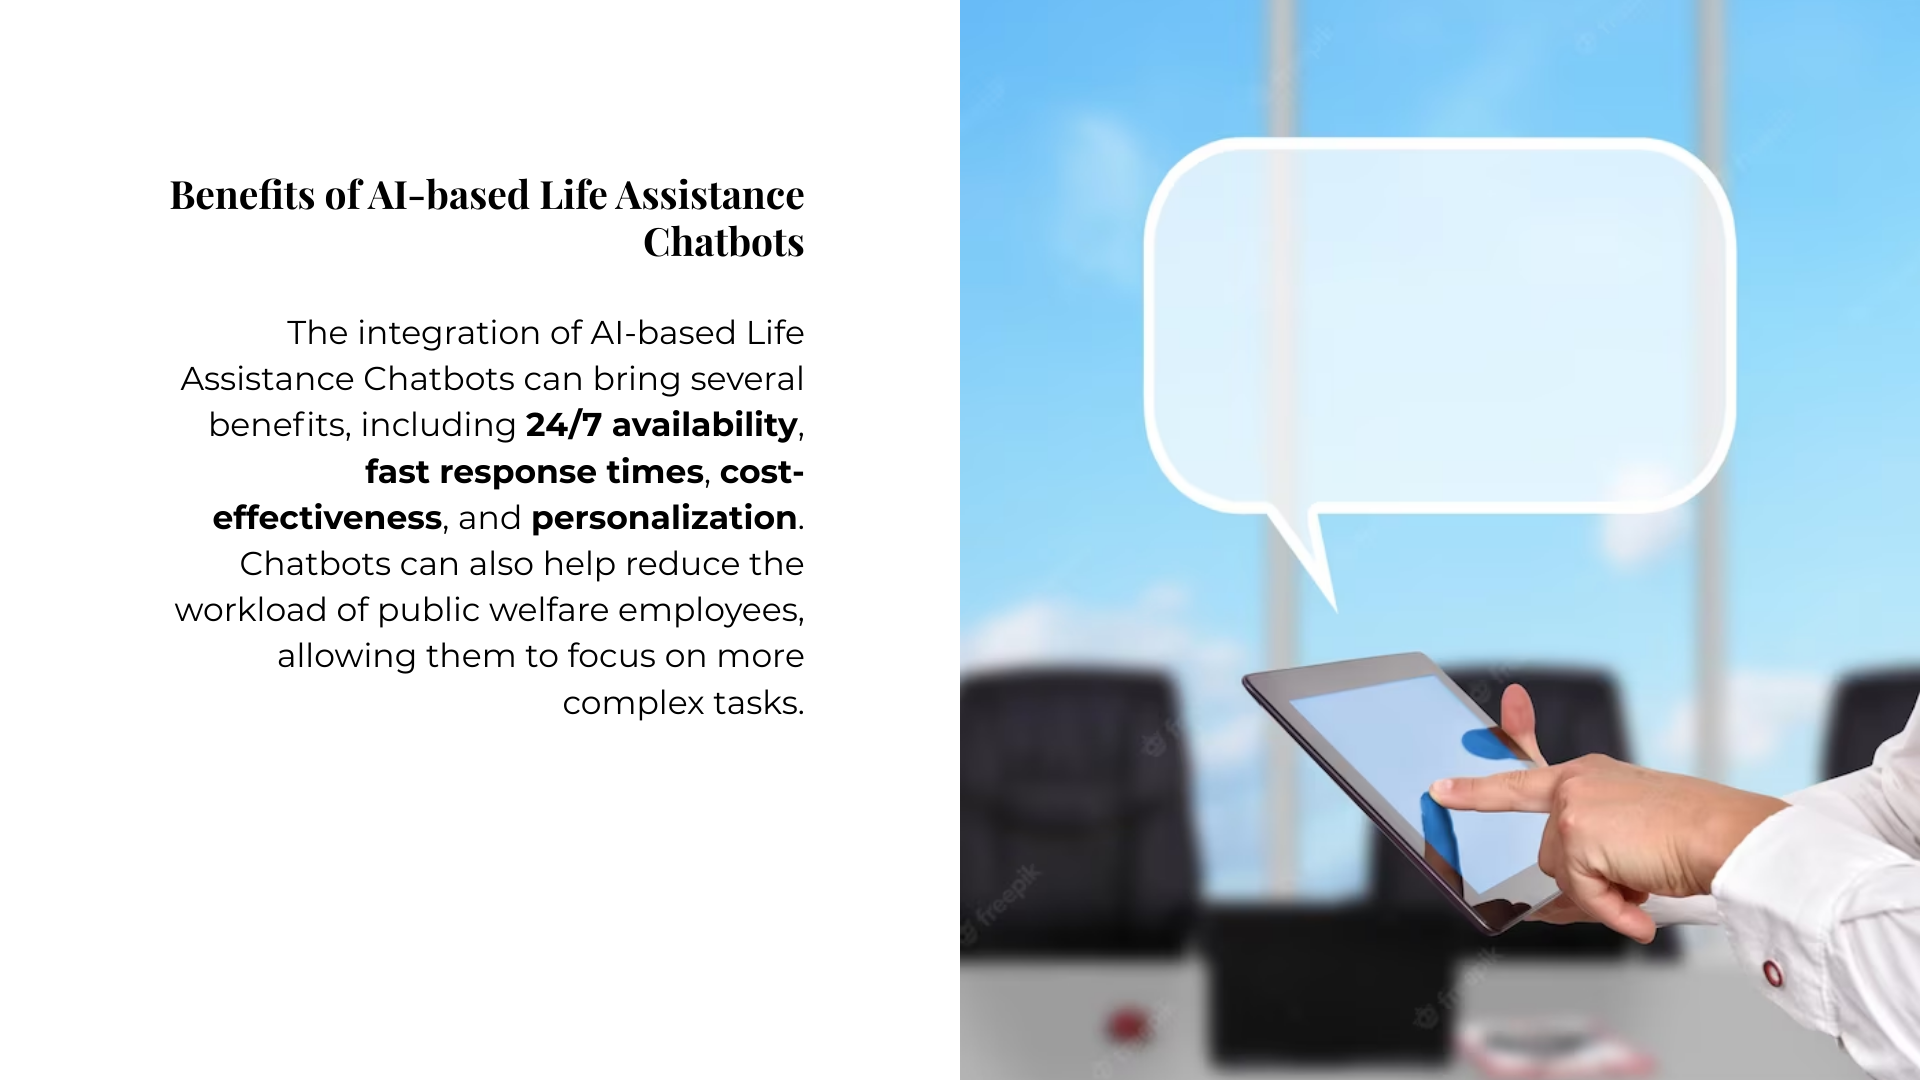 Benefits of AI-based Life Assistance
Chatbots
The integration of AI-based Life
Assistance Chatbots can bring several
benefits, including 24/7 availability,
fast response times, cost-
effectiveness, and personalization.
Chatbots can also help reduce the
workload of public welfare employees,
allowing them to focus on more
complex tasks.
freepik
freepik